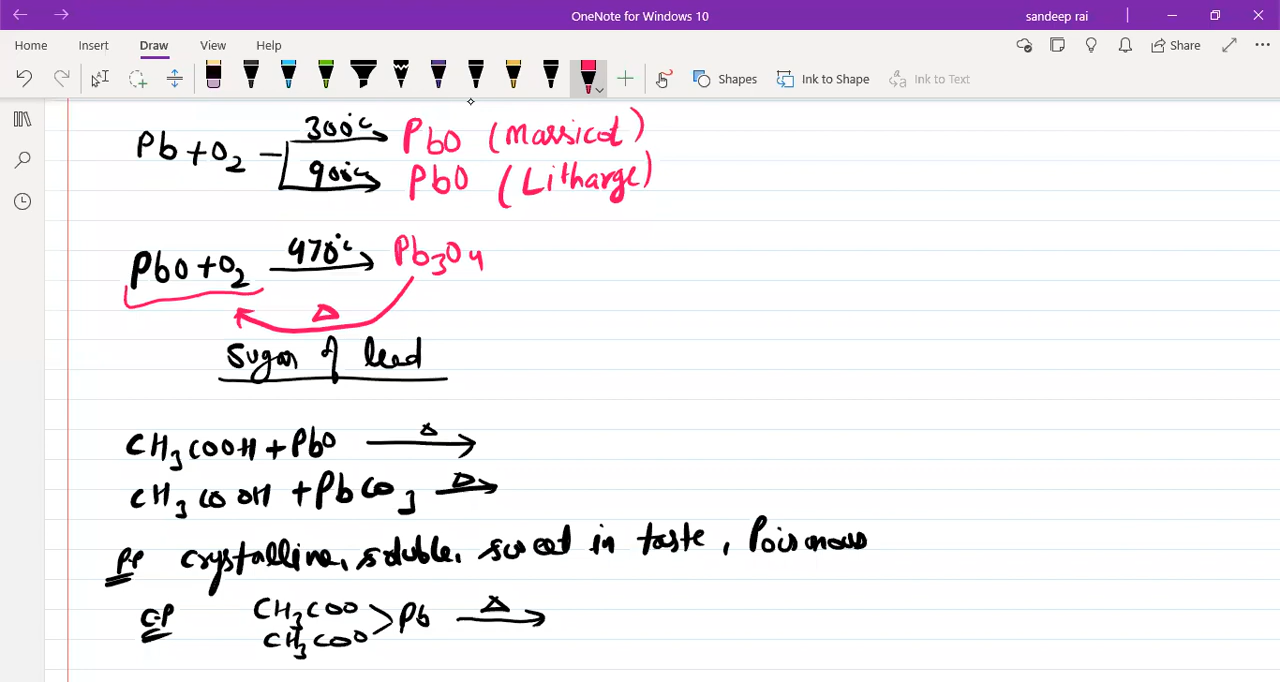 OneNote for Windows 10
sandeep rai
Home Insert Draw View Help
Share
Shapes Ink to Shape Ink to Text
Pb + O2 300°C PbO (Massicot)
900°C PbO (Litharge)
PbO + O2 470°C → Pb3O4
Δ
Sugar of lead
CH3COOH + PbO Δ →
CH3COOH + PbCO3 Δ →
PP crystalline, soluble, sweet in taste, Poisonous
CP CH3COO > Pb Δ →
CH3COO